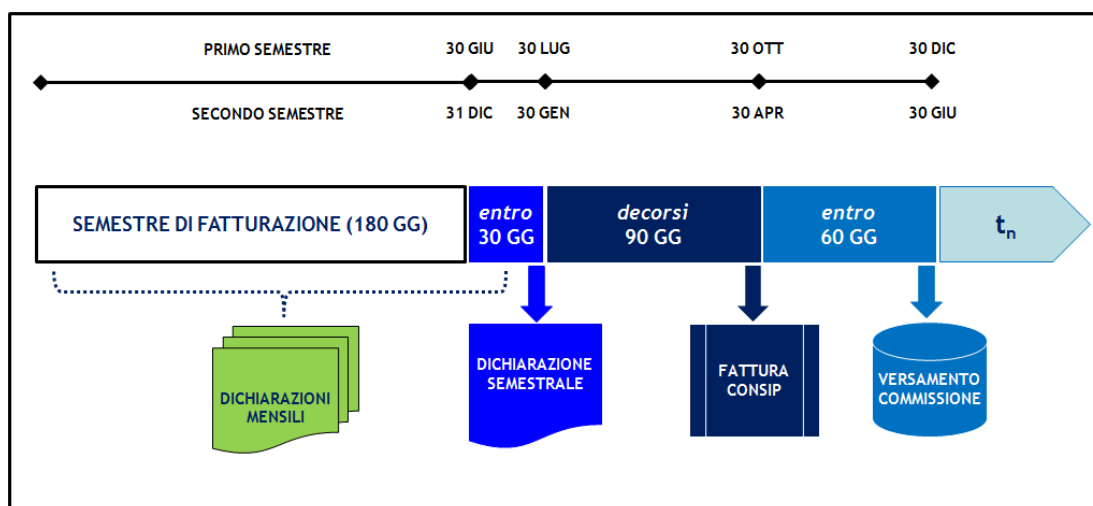 PRIMO SEMESTRE
30 GIU
30 LUG
30 OTT
30 DIC
SECONDO SEMESTRE
31 DIC
30 GEN
30 APR
30 GIU
SEMESTRE DI FATTURAZIONE (180 GG)
entro
30 GG
decorsi
90 GG
entro
60 GG
tn
DICHIARAZIONI
MENSILI
DICHIARAZIONE
SEMESTRALE
FATTURA
CONSIP
VERSAMENTO
COMMISSIONE